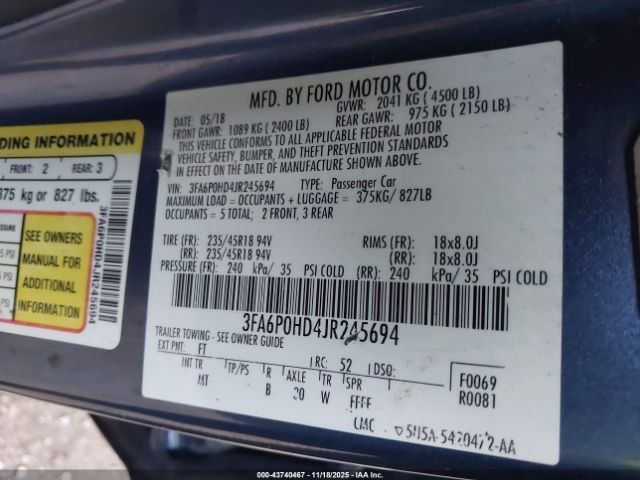 DING INFORMATION
FRONT: 2 REAR: 3
375 kg or 827 lbs.
SEE OWNERS
MANUAL FOR
ADDITIONAL
INFORMATION
3FA6P0HD4JR245694
MFD. BY FORD MOTOR CO.
DATE: 05/18 GVWR: 2041 KG ( 4500 LB)
FRONT GAWR: 1089 KG ( 2400 LB) REAR GAWR: 975 KG ( 2150 LB)
THIS VEHICLE CONFORMS TO ALL APPLICABLE FEDERAL MOTOR
VEHICLE SAFETY, BUMPER, AND THEFT PREVENTION STANDARDS
IN EFFECT ON THE DATE OF MANUFACTURE SHOWN ABOVE.
VIN: 3FA6P0HD4JR245694 TYPE: Passenger Car
MAXIMUM LOAD = OCCUPANTS + LUGGAGE = 375KG/ 827LB
OCCUPANTS = 5 TOTAL; 2 FRONT, 3 REAR
TIRE (FR): 235/45R18 94V RIMS (FR): 18x8.0J
(RR): 235/45R18 94V (RR): 18x8.0J
PRESSURE (FR): 240 kPa/ 35 PSI COLD (RR): 240 kPa/ 35 PSI COLD
3FA6P0HD4JR245694
TRAILER TOWING - SEE OWNER GUIDE
EXT PNT: FT RC: 52 DSO: F0069
INT TR TP/PS R AXLE TR SPR R0081
MT B W FFFF
000-43740467 - 11/18/2025 - IAA Inc.